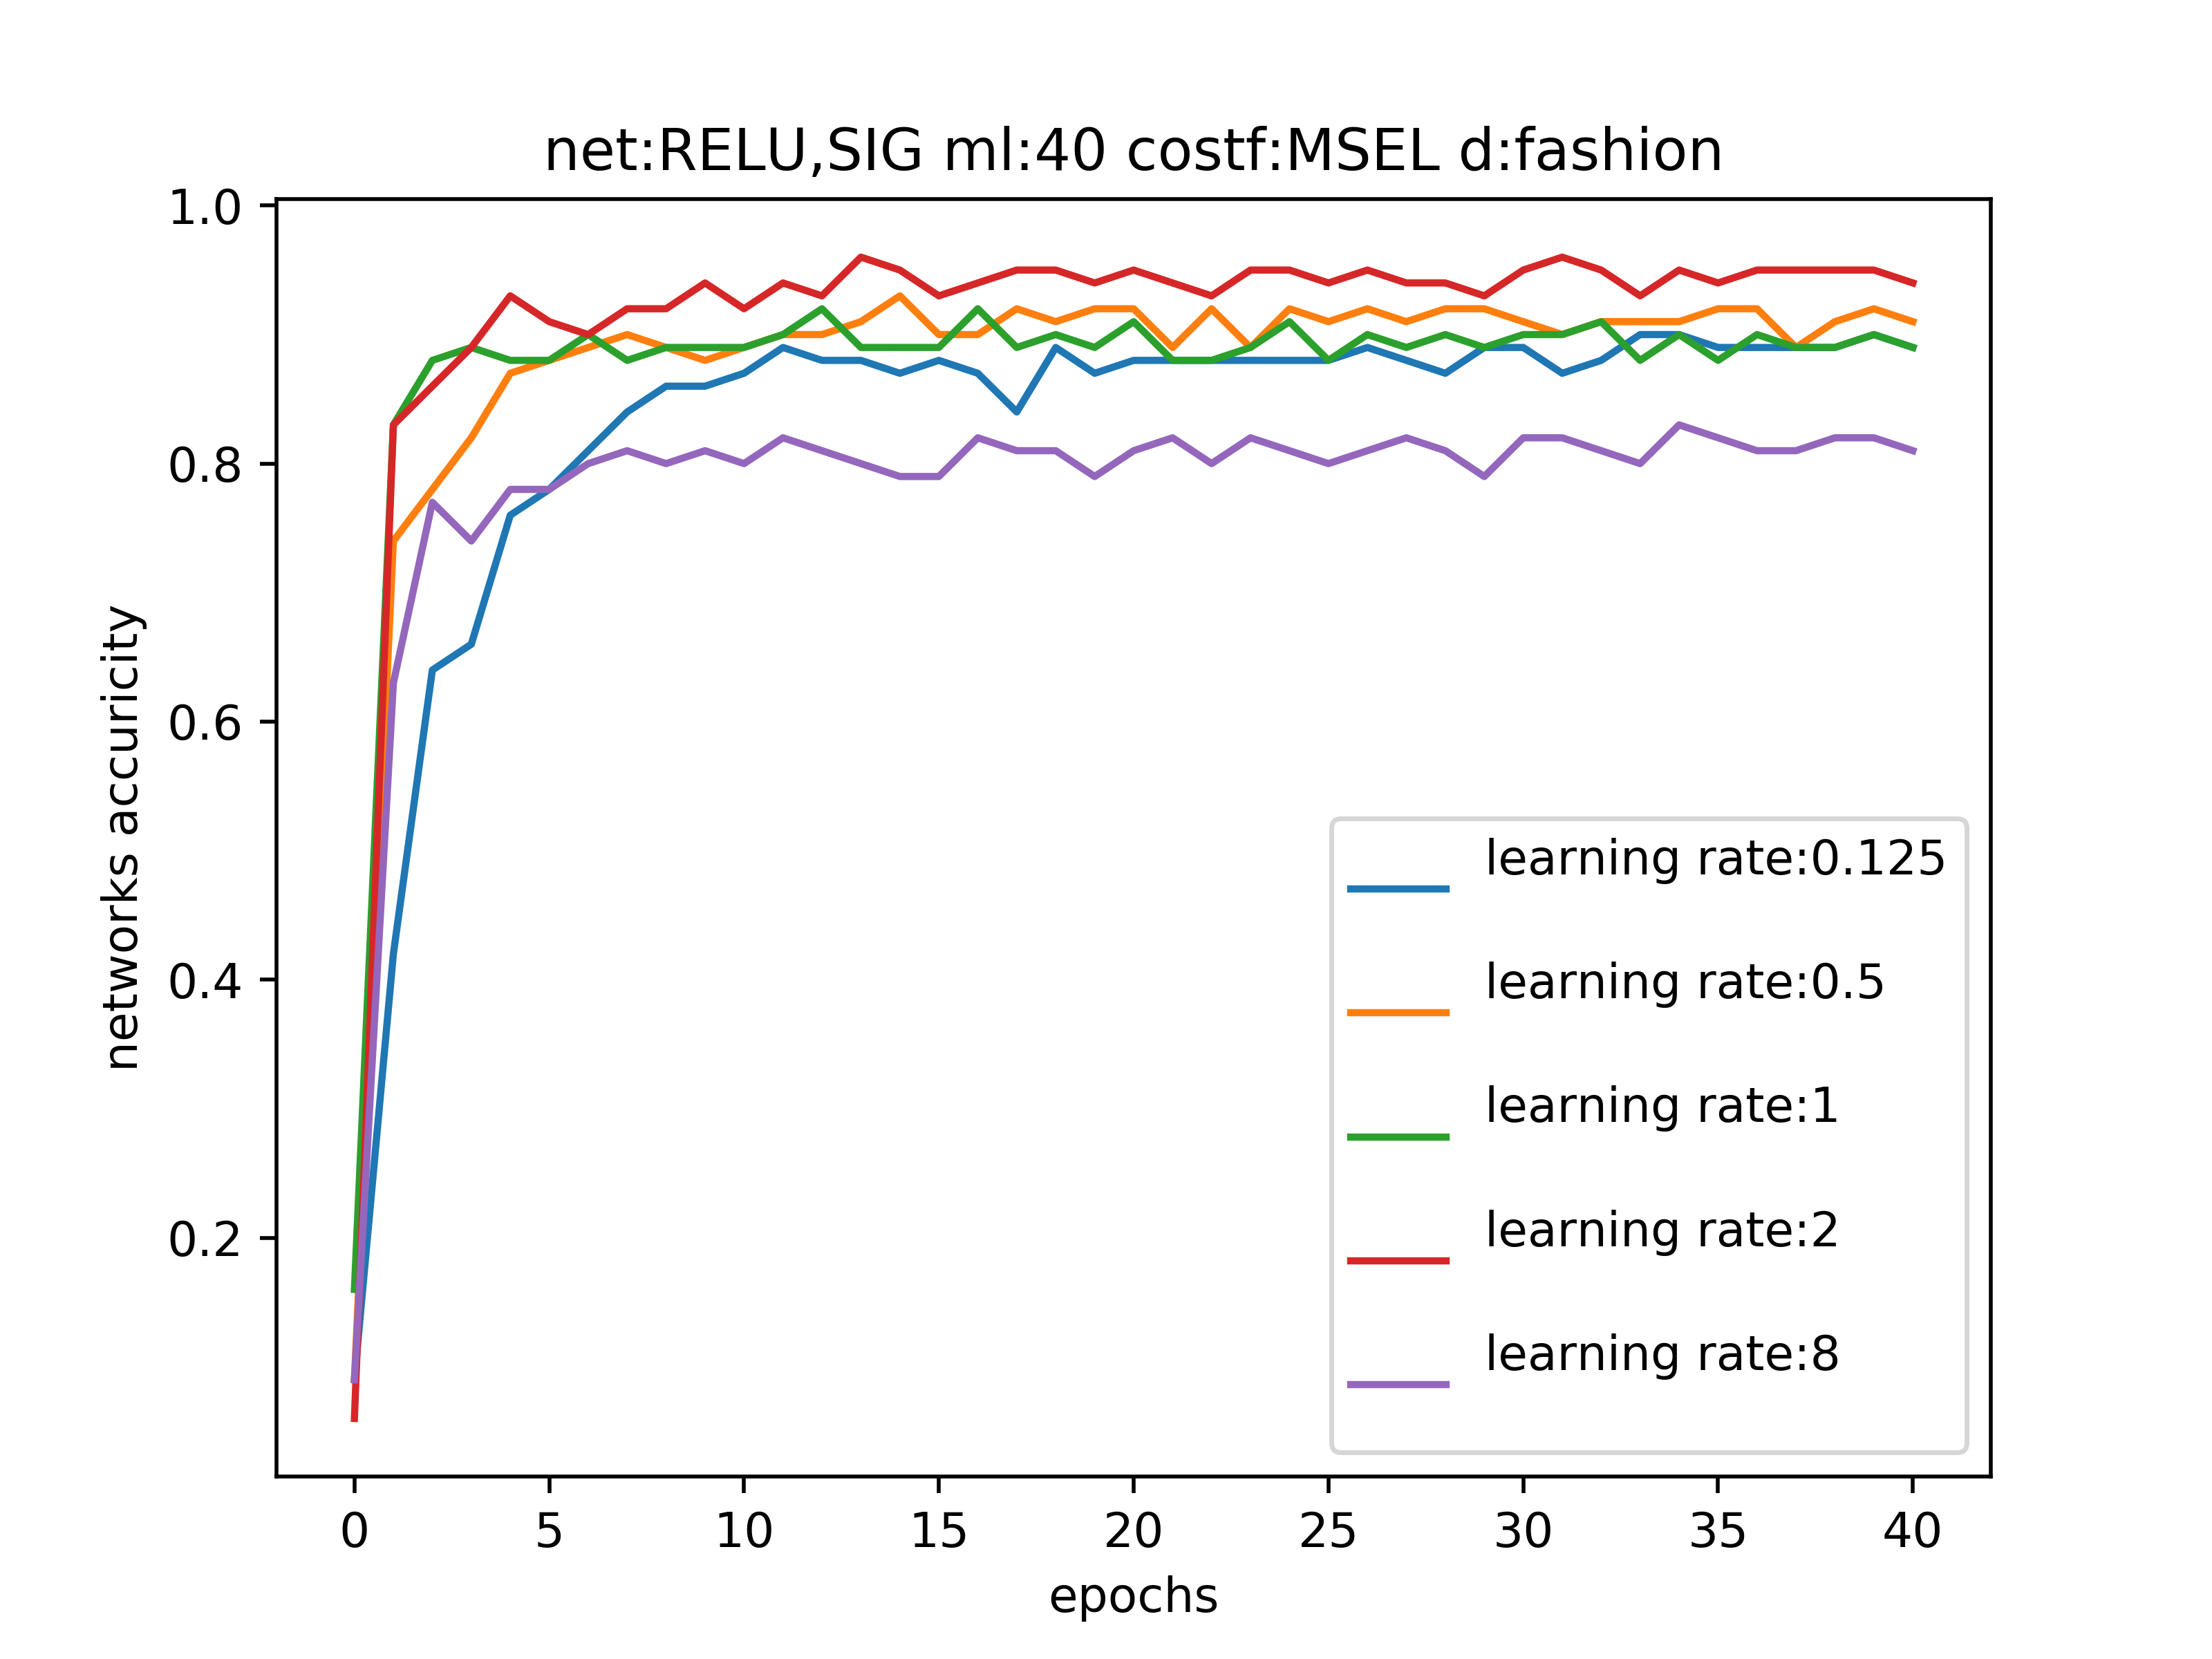 net:RELU,SIG ml:40 costf:MSEL d:fashion
1.0
0.8
0.6
0.4
0.2
networks accuricity
learning rate:0.125
learning rate:0.5
learning rate:1
learning rate:2
learning rate:8
0 5 10 15 20 25 30 35 40
epochs